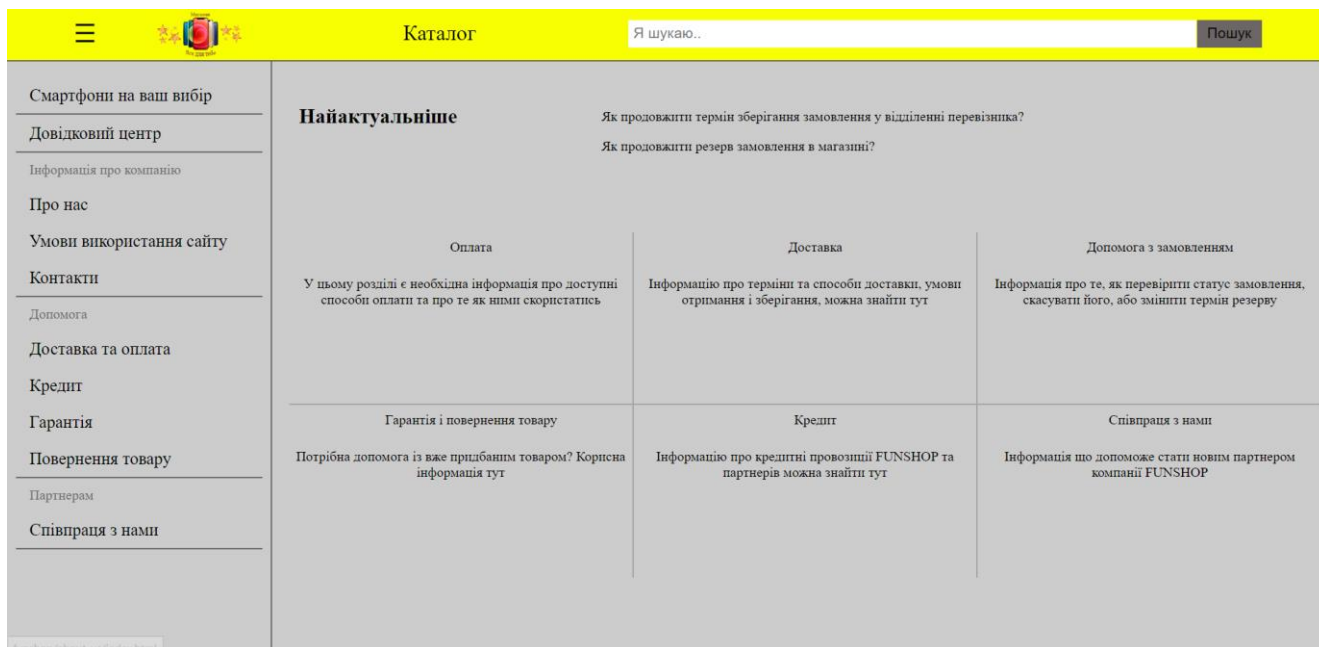 ☰ Каталог Я шукаю.. Пошук
Смартфони на ваш вибір
Довідковий центр
Інформація про компанію
Про нас
Умови використання сайту
Контакти
Допомога
Доставка та оплата
Кредит
Гарантія
Повернення товару
Партнерам
Співпраця з нами
Найактуальніше
Як продовжити термін зберігання замовлення у відділенні перевізника?
Як продовжити резерв замовлення в магазині?
Оплата
У цьому розділі є необхідна інформація про доступні
способи оплати та про те як ними скористатись
Доставка
Інформацію про терміни та способи доставки, умови
отримання і зберігання, можна знайти тут
Допомога з замовленням
Інформація про те, як перевірити статус замовлення,
скасувати його, або змінити термін резерву
Гарантія і повернення товару
Потрібна допомога із вже придбаним товаром? Корисна
інформація тут
Кредит
Інформацію про кредитні провозиції FUNSHOP та
партнерів можна знайти тут
Співпраця з нами
Інформація що допоможе стати новим партнером
компанії FUNSHOP